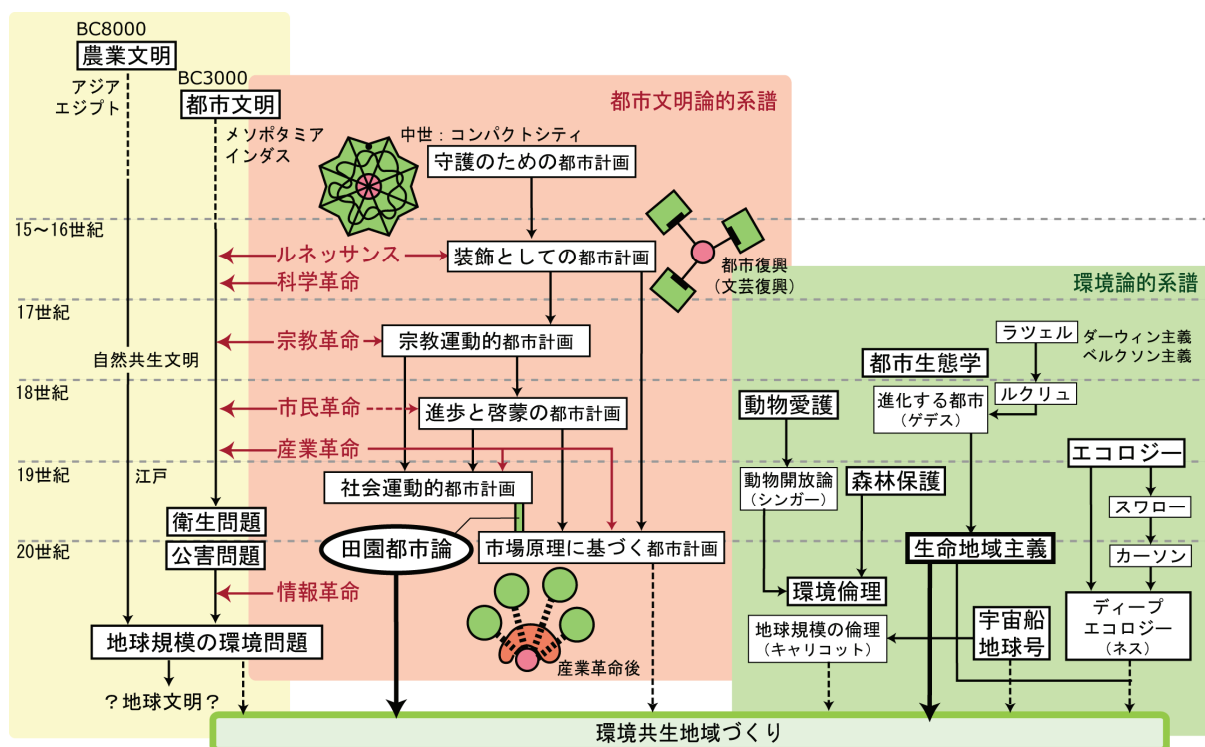 BC8000
農業文明
アジア
エジプト
BC3000
都市文明
メソポタミア
インダス
都市文明論的系譜
中世：コンパクトシティ
守護のための都市計画
15～16世紀
ルネッサンス
装飾としての都市計画
都市復興
（文芸復興）
科学革命
環境論的系譜
17世紀
宗教革命
宗教運動的都市計画
自然共生文明
ラツェル
ダーウィン主義
ベルクソン主義
都市生態学
18世紀
市民革命
進歩と啓蒙の都市計画
動物愛護
進化する都市
（ゲデス）
ルクリュ
産業革命
エコロジー
19世紀
江戸
社会運動的都市計画
動物開放論
（シンガー）
森林保護
スワロー
衛生問題
20世紀
公害問題
田園都市論
市場原理に基づく都市計画
生命地域主義
カーソン
情報革命
環境倫理
ディープ
エコロジー
（ネス）
地球規模の環境問題
産業革命後
地球規模の倫理
（キャリコット）
宇宙船
地球号
？地球文明？
環境共生地域づくり